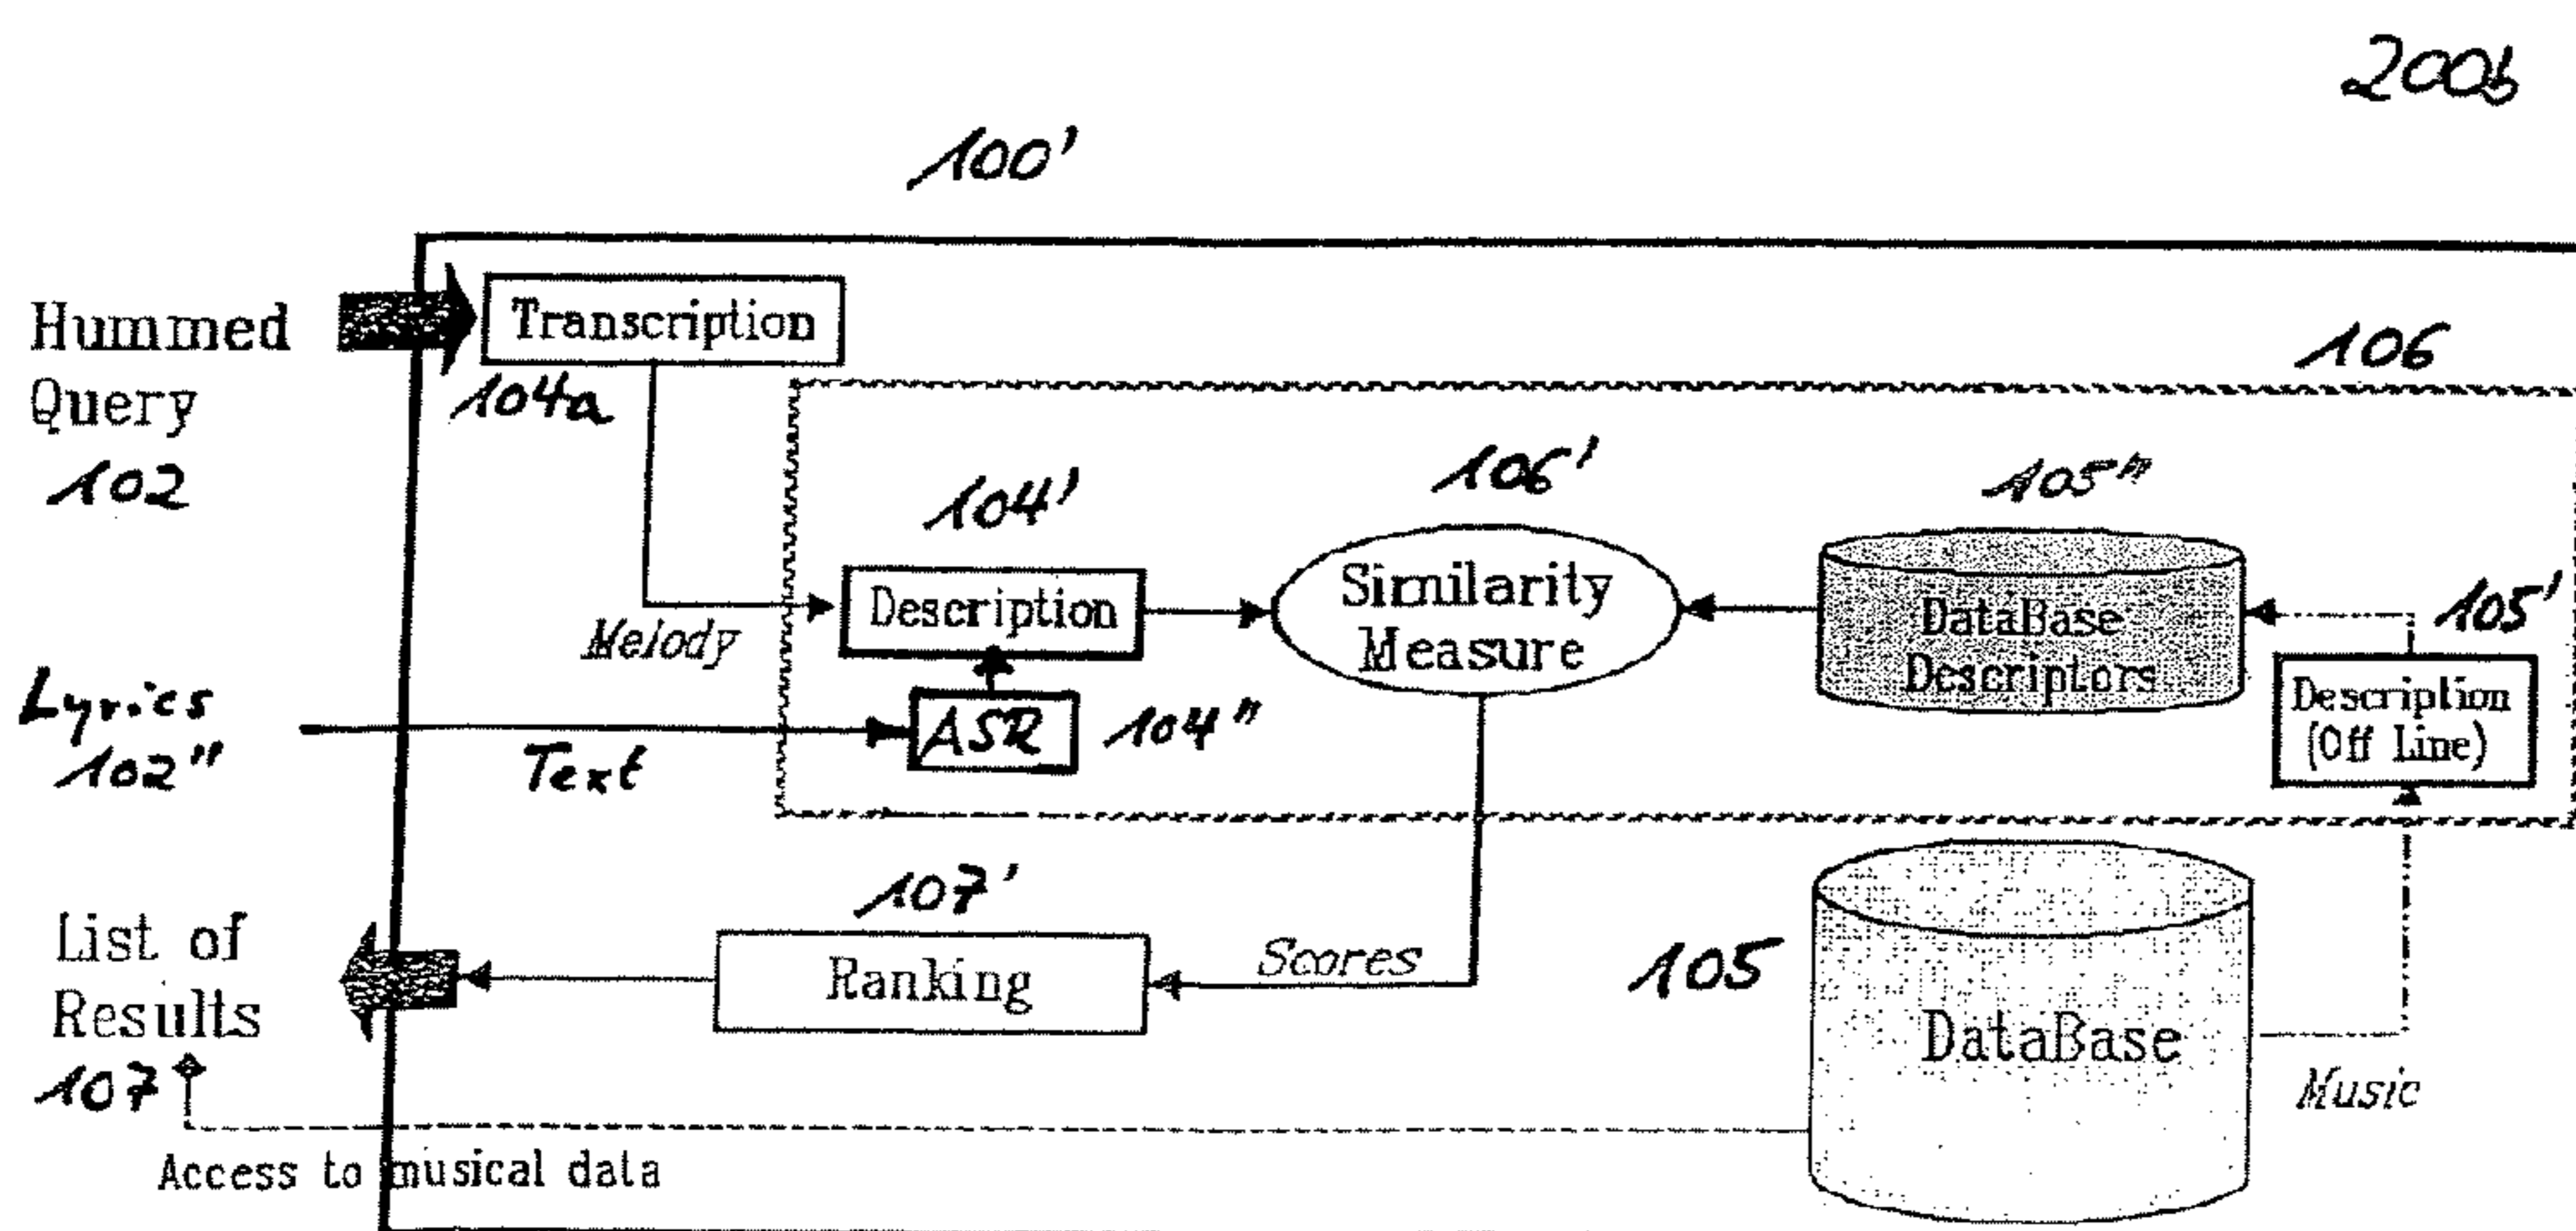 200b
100'
Hummed
Query
102
Transcription
104a
106
104'
106'
105"
105'
Melody
Description
Similarity
Measure
DataBase
Descriptors
Description
(Off Line)
Lyrics
102"
Text
ASR
104"
107'
List of
Results
107
Ranking
Scores
105
DataBase
Music
Access to musical data